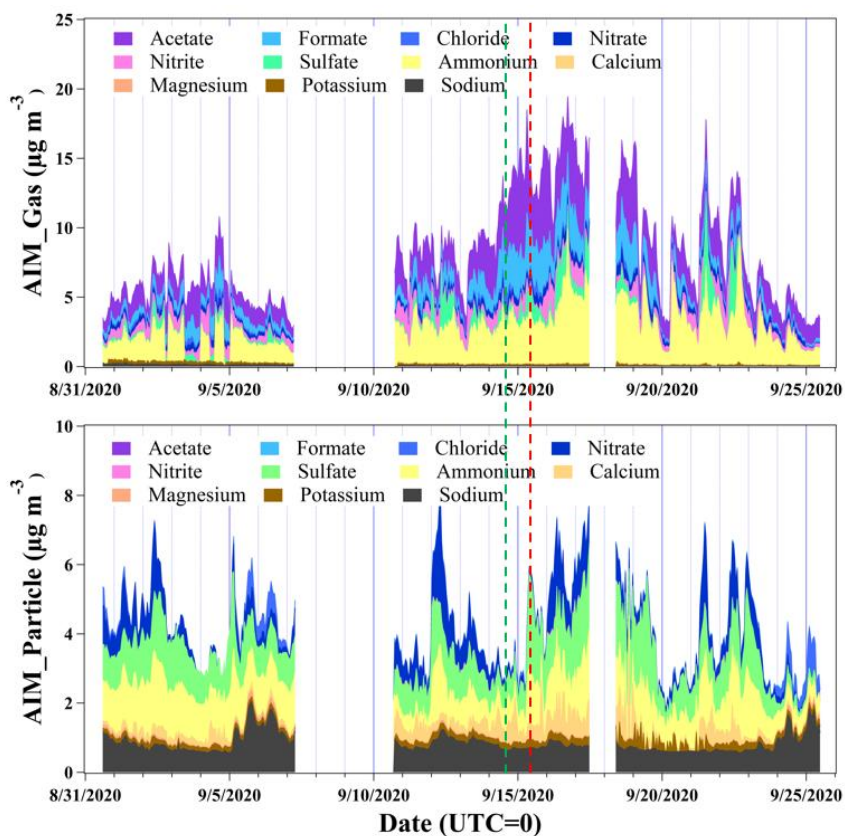 25
20
15
10
5
0
AIM_Gas (μg m⁻³)
Acetate Formate Chloride Nitrate
Nitrite Sulfate Ammonium Calcium
Magnesium Potassium Sodium
8/31/2020 9/5/2020 9/10/2020 9/15/2020 9/20/2020 9/25/2020
10
8
6
4
2
0
AIM_Particle (μg m⁻³)
Acetate Formate Chloride Nitrate
Nitrite Sulfate Ammonium Calcium
Magnesium Potassium Sodium
8/31/2020 9/5/2020 9/10/2020 9/15/2020 9/20/2020 9/25/2020
Date (UTC=0)